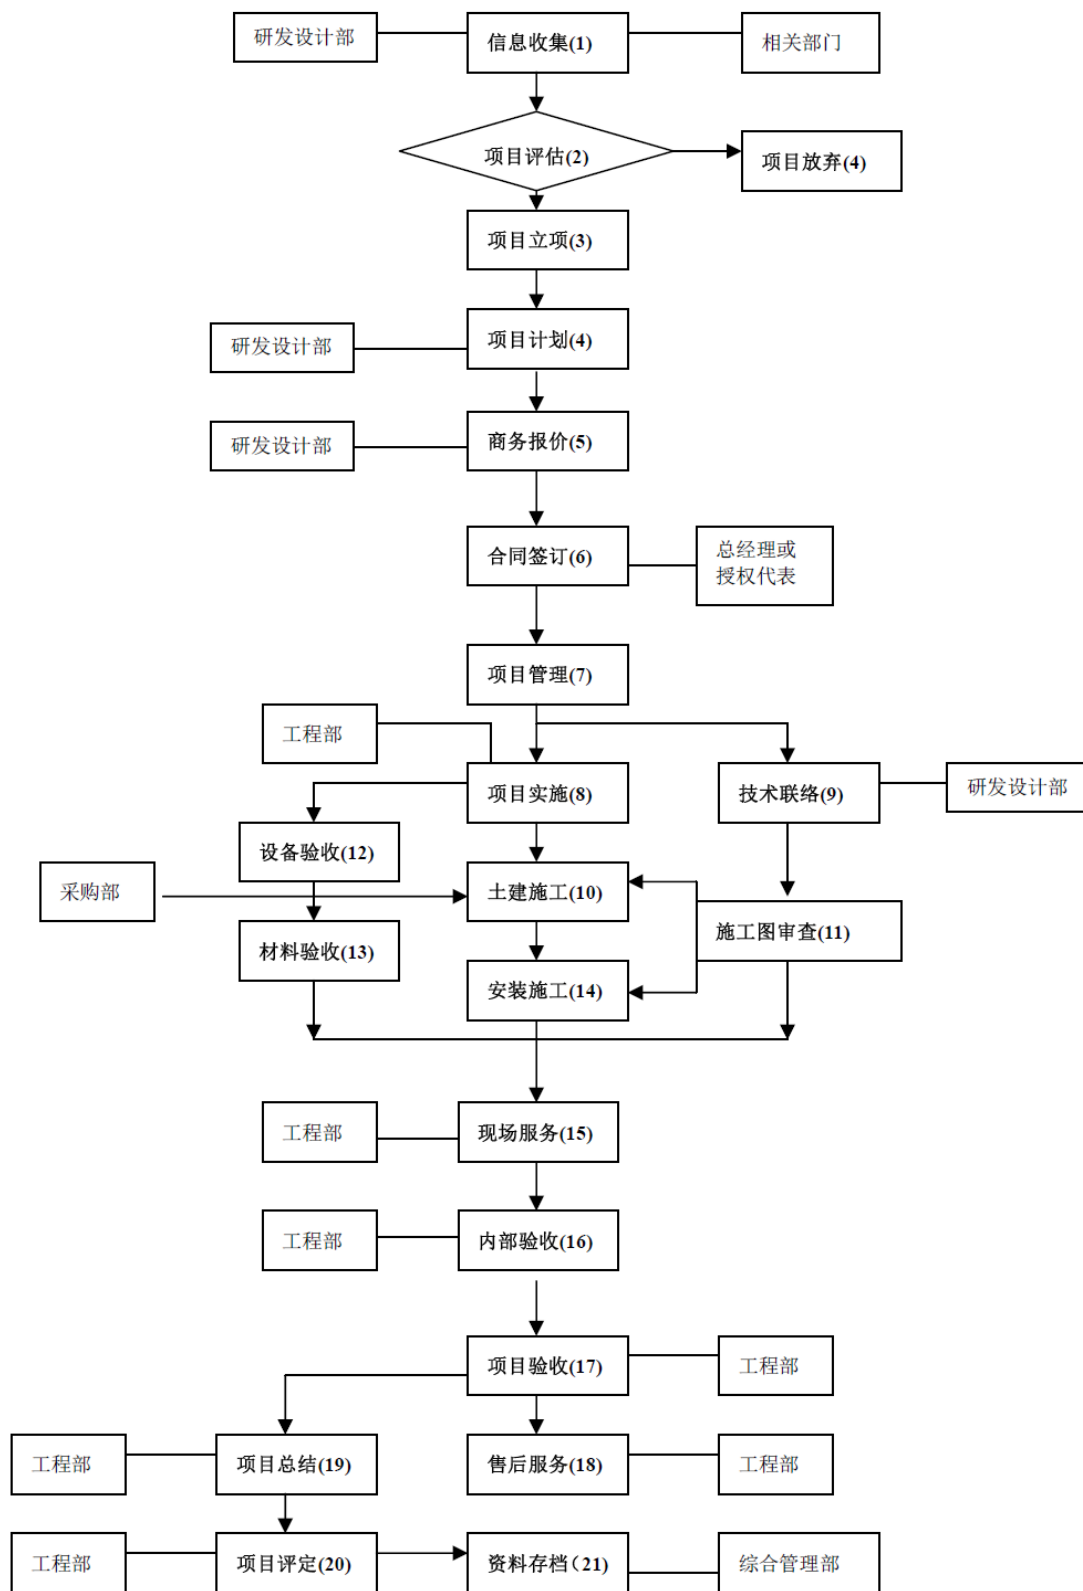 研发设计部
信息收集(1)
相关部门
项目评估(2)
项目放弃(4)
项目立项(3)
研发设计部
项目计划(4)
研发设计部
商务报价(5)
合同签订(6)
总经理或
授权代表
项目管理(7)
工程部
项目实施(8)
技术联络(9)
研发设计部
设备验收(12)
采购部
土建施工(10)
材料验收(13)
施工图审查(11)
安装施工(14)
工程部
现场服务(15)
工程部
内部验收(16)
项目验收(17)
工程部
工程部
项目总结(19)
售后服务(18)
工程部
工程部
项目评定(20)
资料存档（21)
综合管理部